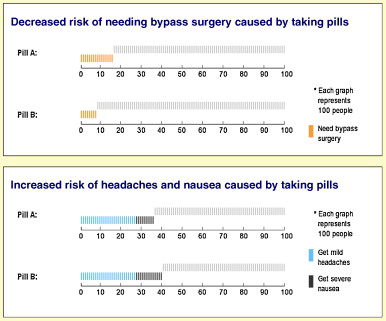 Decreased risk of needing bypass surgery caused by taking pills
Pill A:
0 10 20 30 40 50 60 70 80 90 100
Pill B:
0 10 20 30 40 50 60 70 80 90 100
* Each graph
represents
100 people
Need bypass
surgery
Increased risk of headaches and nausea caused by taking pills
Pill A:
0 10 20 30 40 50 60 70 80 90 100
Pill B:
0 10 20 30 40 50 60 70 80 90 100
* Each graph
represents
100 people
Get mild
headaches
Get severe
nausea